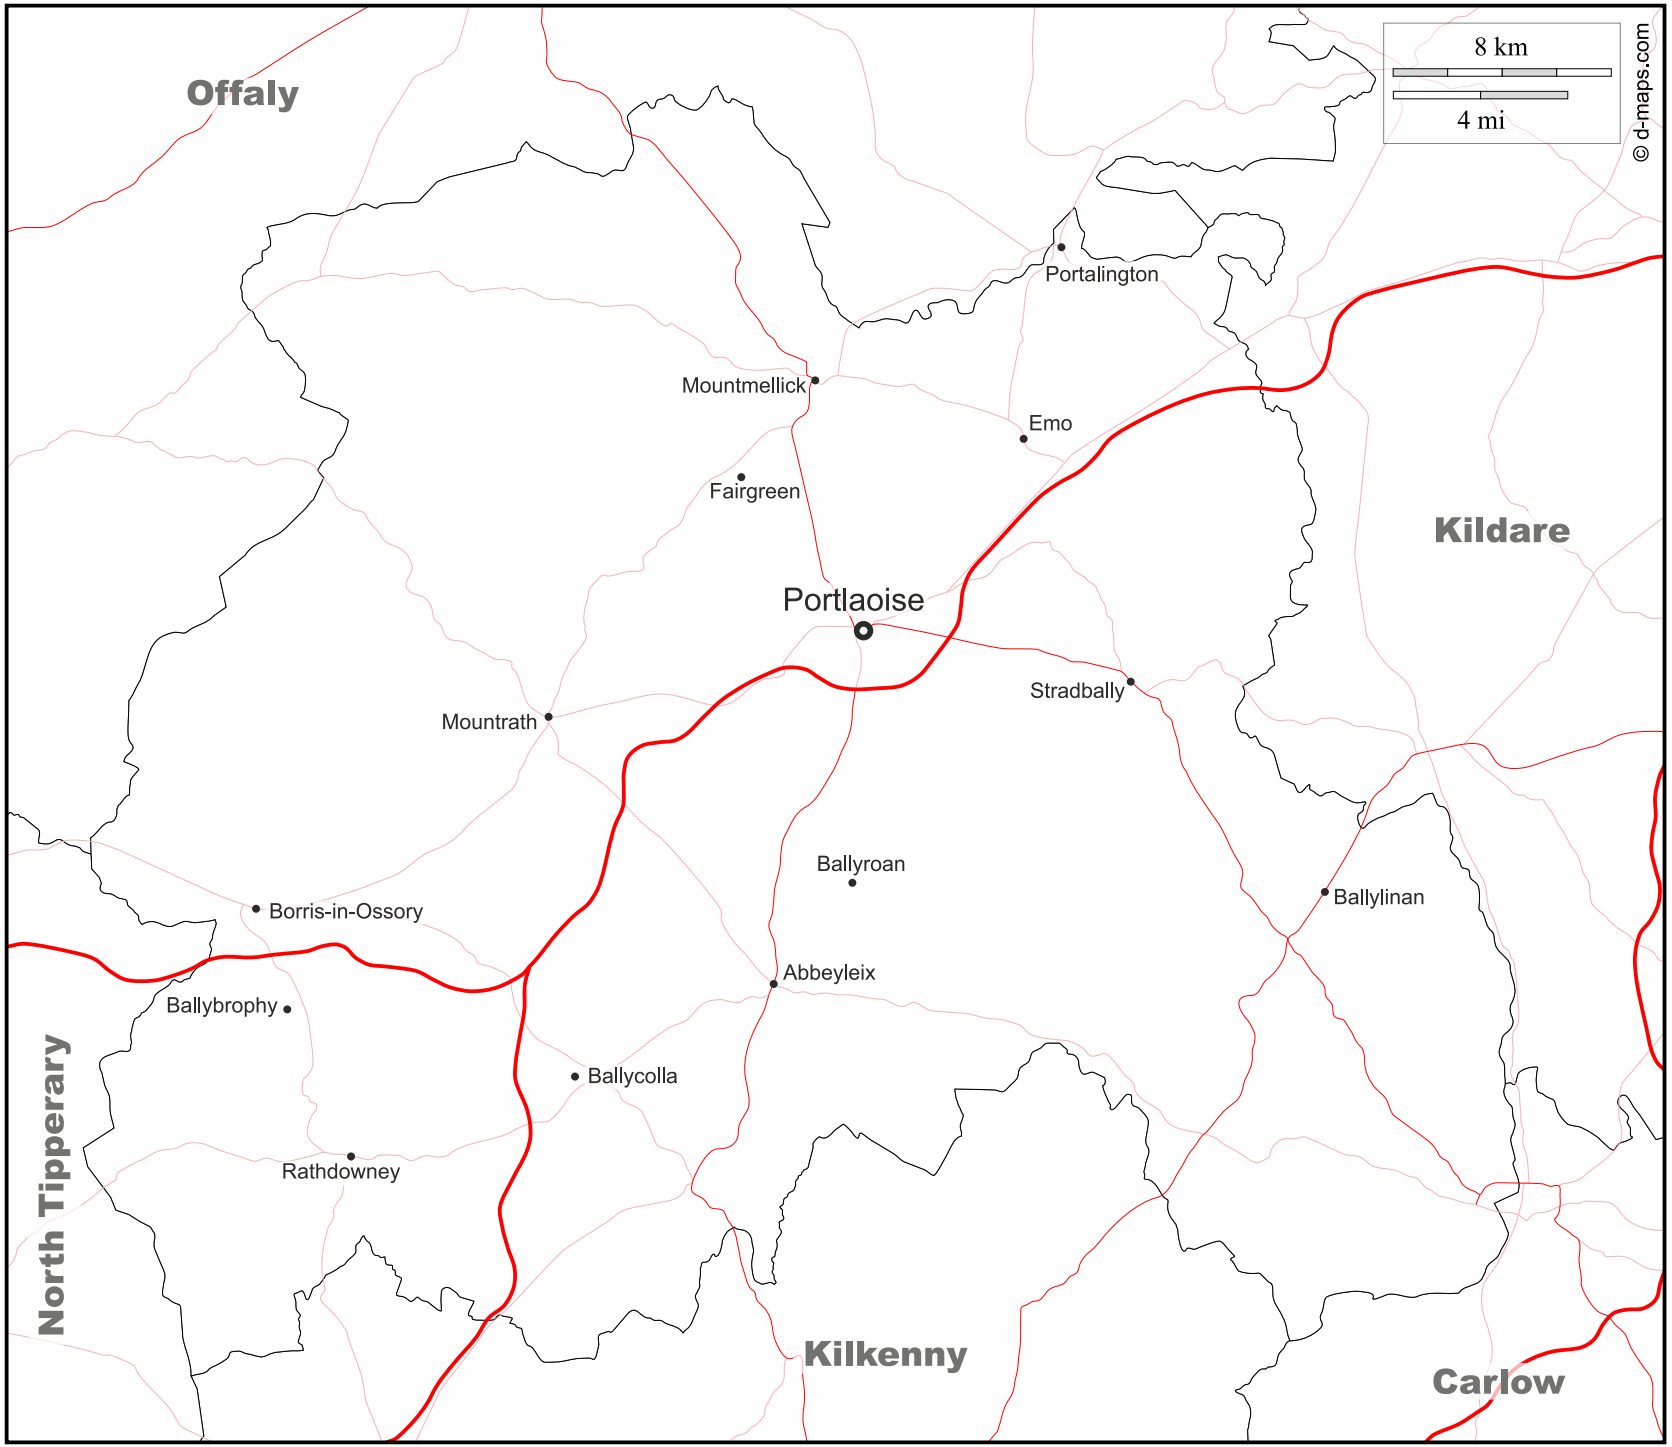 8 km
4 mi
© d-maps.com
Offaly
Portalington
Mountmellick
Emo
Fairgreen
Kildare
Portlaoise
Stradbally
Mountrath
Ballyroan
Ballylinan
Borris-in-Ossory
Abbeyleix
Ballybrophy
Ballycolla
North Tipperary
Rathdowney
Kilkenny
Carlow